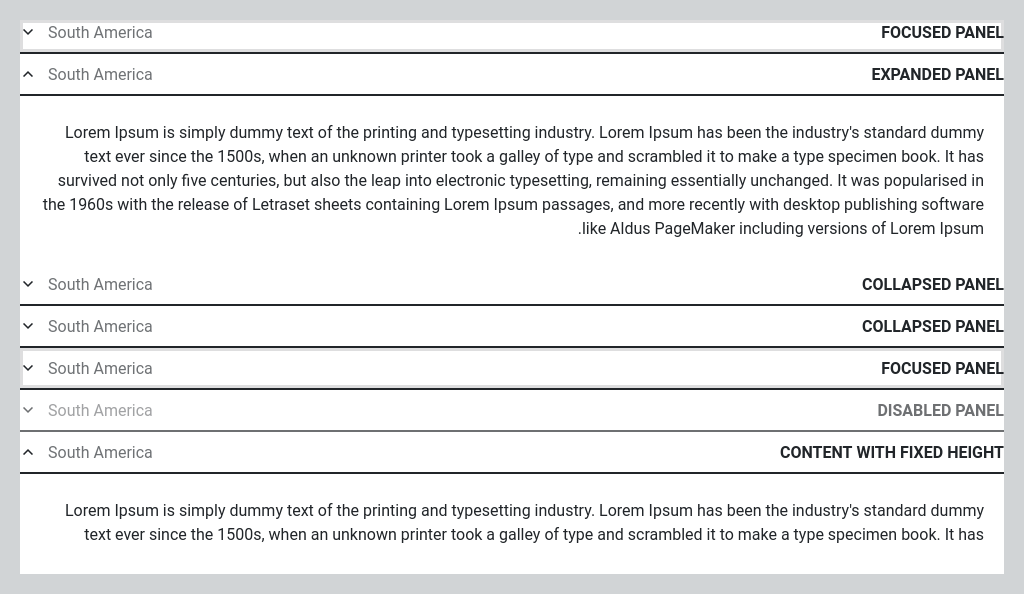 FOCUSED PANEL South America
EXPANDED PANEL South America
Lorem Ipsum is simply dummy text of the printing and typesetting industry. Lorem Ipsum has been the industry's standard dummy
text ever since the 1500s, when an unknown printer took a galley of type and scrambled it to make a type specimen book. It has
survived not only five centuries, but also the leap into electronic typesetting, remaining essentially unchanged. It was popularised in
the 1960s with the release of Letraset sheets containing Lorem Ipsum passages, and more recently with desktop publishing software
.like Aldus PageMaker including versions of Lorem Ipsum
COLLAPSED PANEL South America
COLLAPSED PANEL South America
FOCUSED PANEL South America
DISABLED PANEL South America
CONTENT WITH FIXED HEIGHT South America
Lorem Ipsum is simply dummy text of the printing and typesetting industry. Lorem Ipsum has been the industry's standard dummy
text ever since the 1500s, when an unknown printer took a galley of type and scrambled it to make a type specimen book. It has